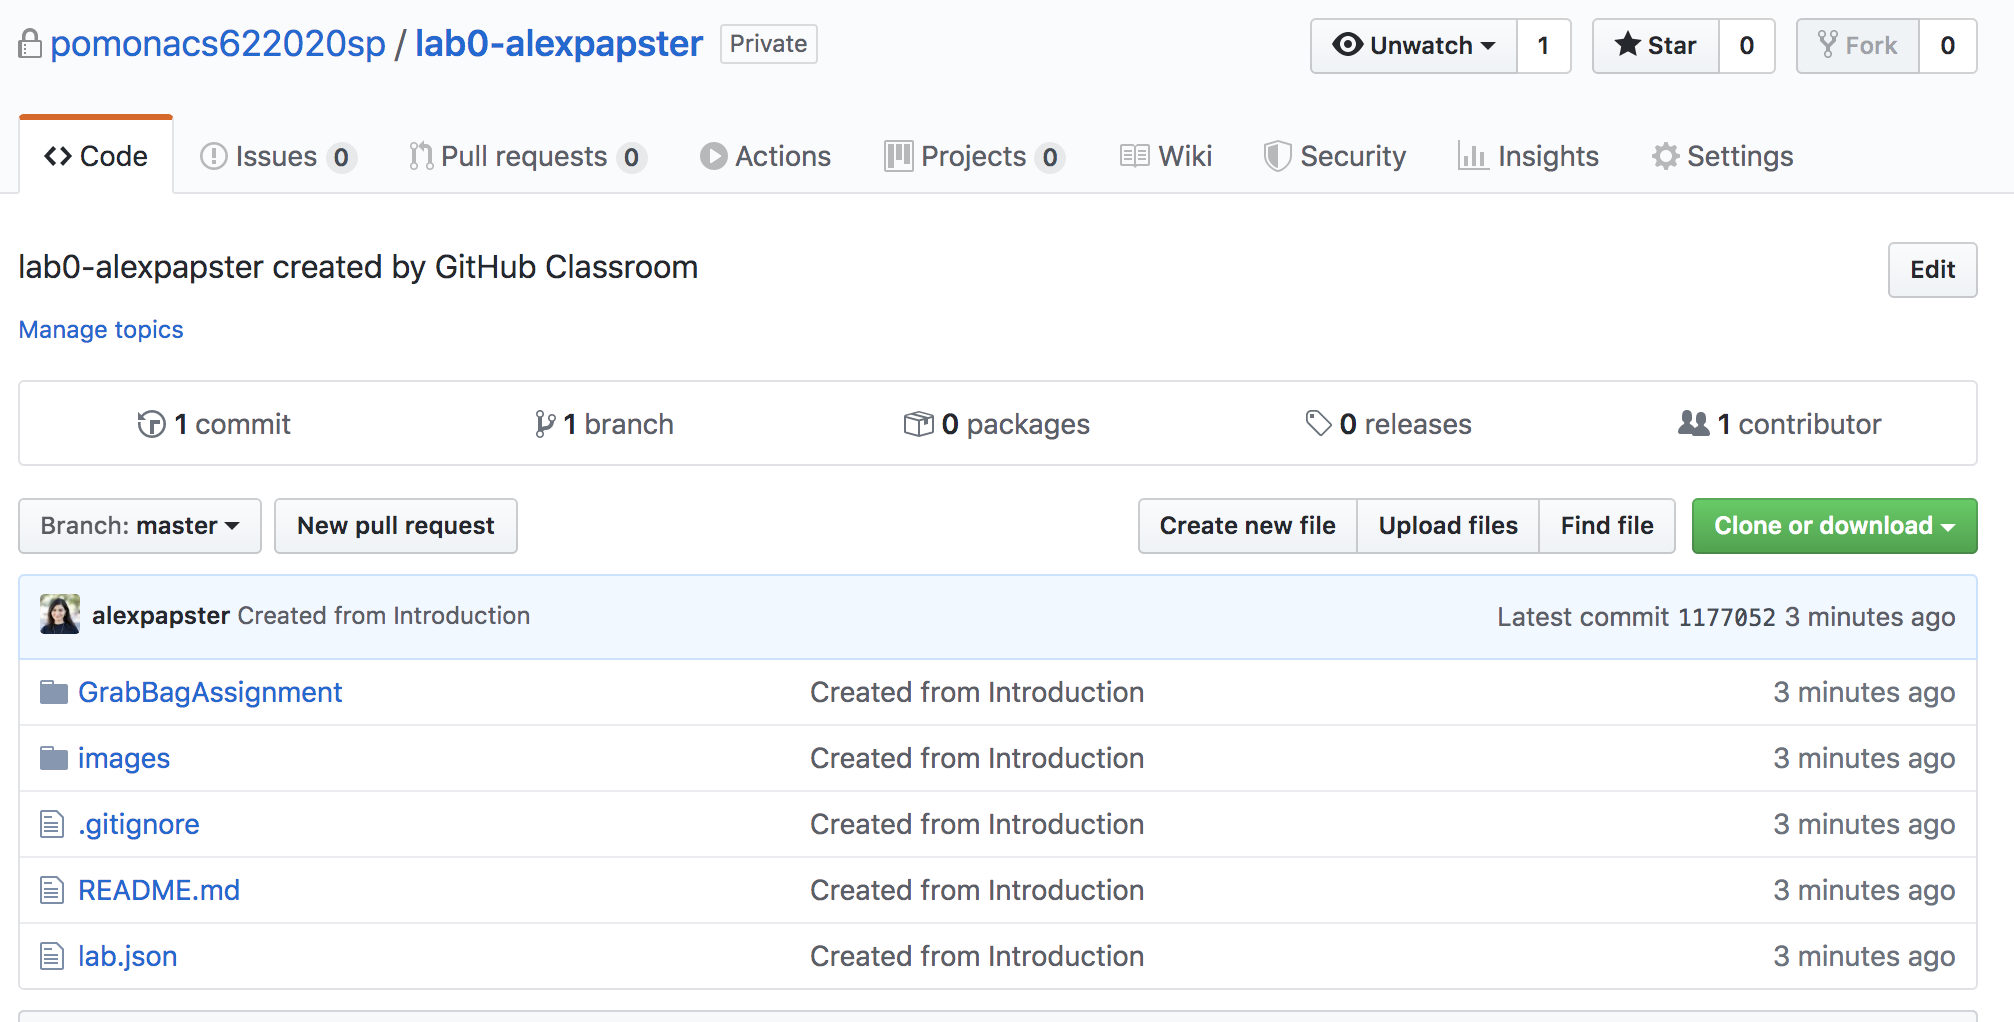 pomonacs622020sp / lab0-alexpapster Private Unwatch 1 Star 0 Fork 0
Code Issues 0 Pull requests 0 Actions Projects 0 Wiki Security Insights Settings
lab0-alexpapster created by GitHub Classroom Edit
Manage topics
1 commit 1 branch 0 packages 0 releases 1 contributor
Branch: master New pull request Create new file Upload files Find file Clone or download
alexpapster Created from Introduction Latest commit 1177052 3 minutes ago
GrabBagAssignment Created from Introduction 3 minutes ago
images Created from Introduction 3 minutes ago
.gitignore Created from Introduction 3 minutes ago
README.md Created from Introduction 3 minutes ago
lab.json Created from Introduction 3 minutes ago